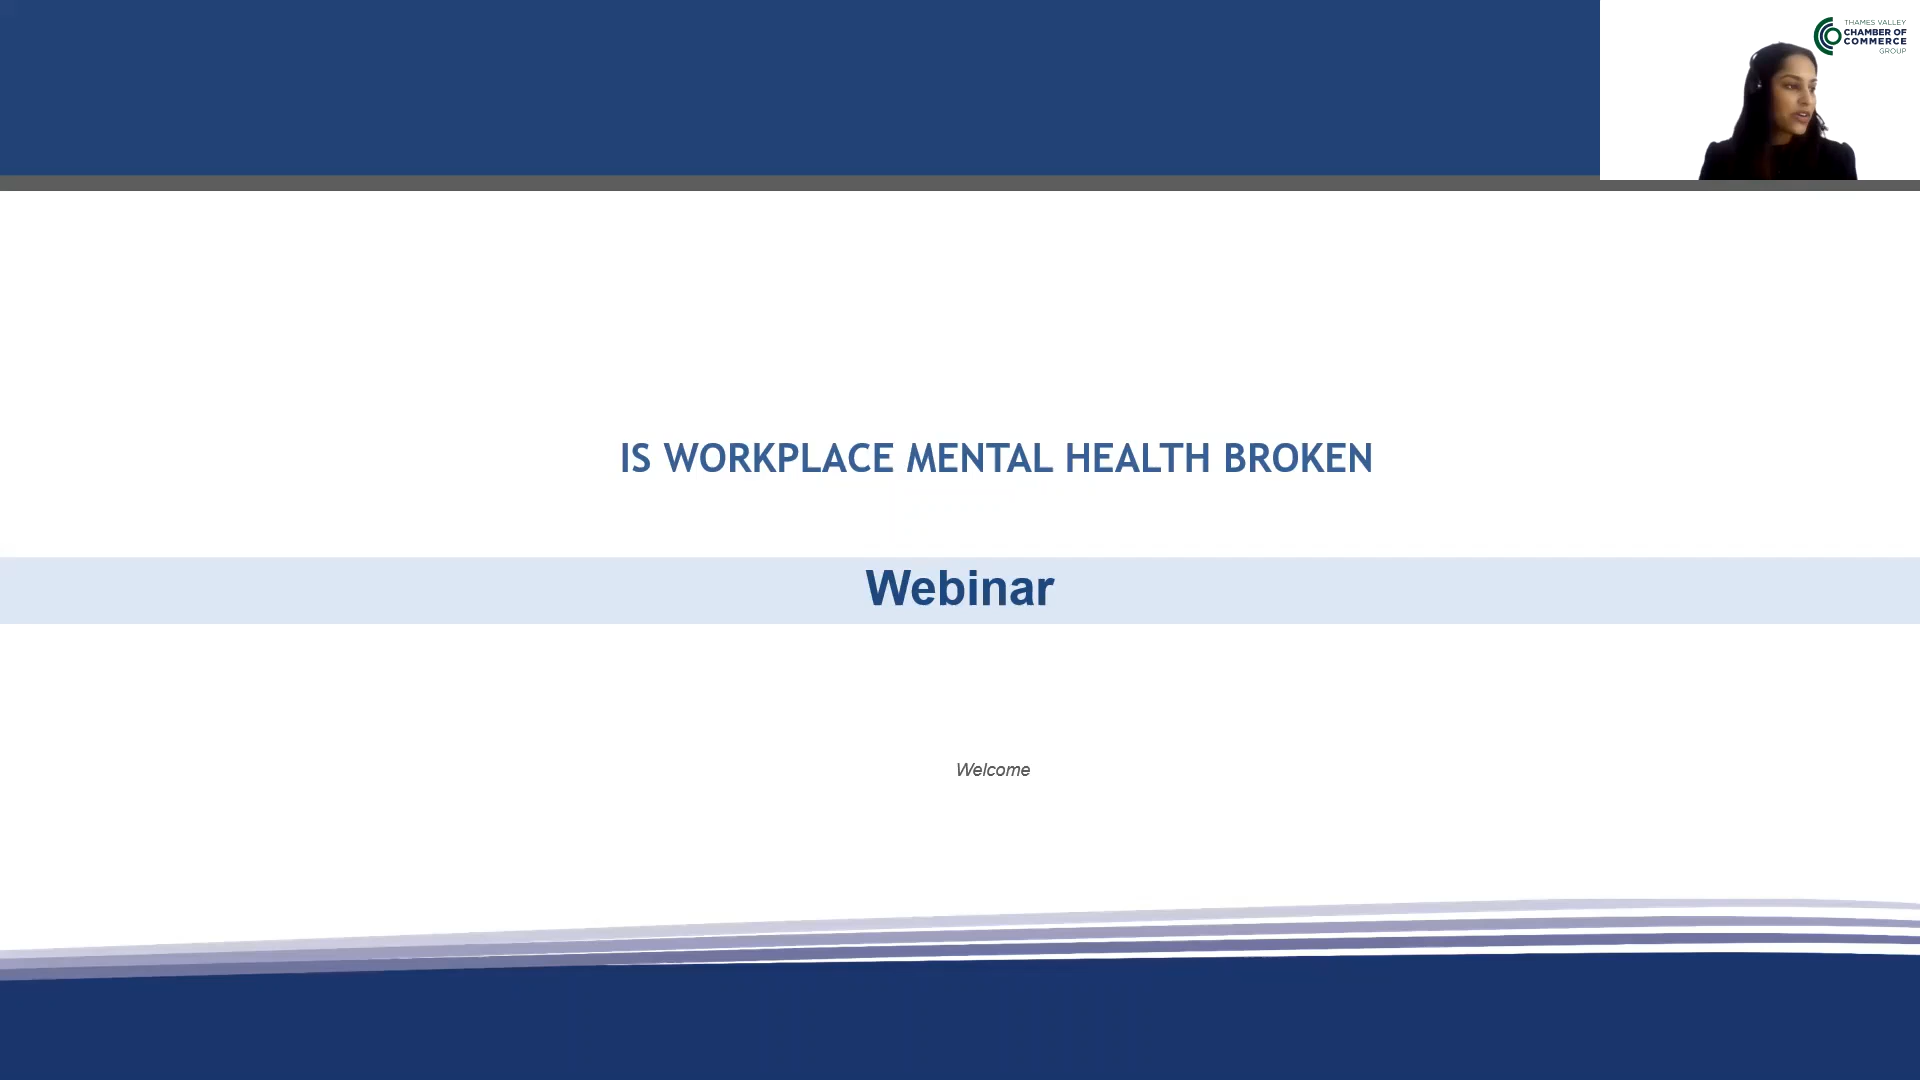 THAMES VALLEY
CHAMBER OF
COMMERCE
GROUP
IS WORKPLACE MENTAL HEALTH BROKEN
Webinar
Welcome